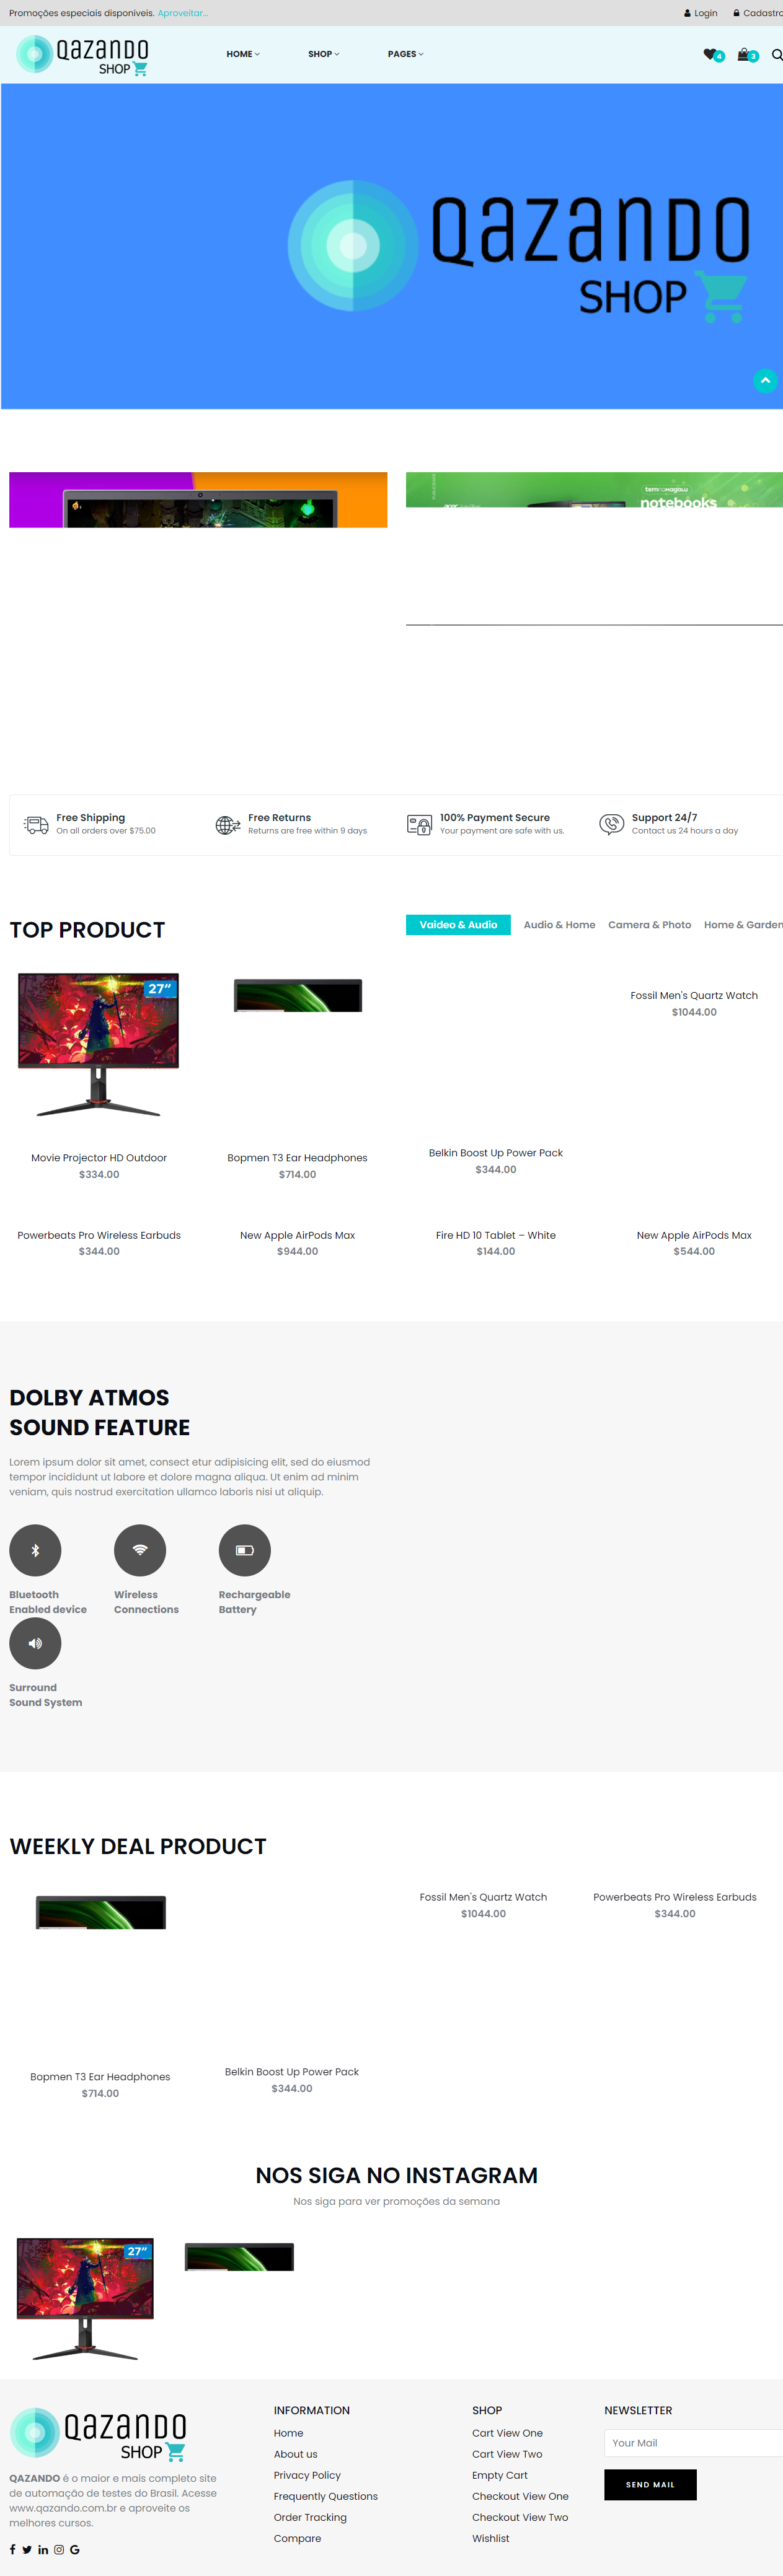 Promoções especiais disponíveis. Aproveitar...
Login
Cadastro
QAZANDO
SHOP
HOME
SHOP
PAGES
4
3
QAZANDO
SHOP
notebooks
Free Shipping
On all orders over $75.00
Free Returns
Returns are free within 9 days
100% Payment Secure
Your payment are safe with us.
Support 24/7
Contact us 24 hours a day
TOP PRODUCT
Vaideo & Audio
Audio & Home
Camera & Photo
Home & Garden
27"
Fossil Men's Quartz Watch
$1044.00
Movie Projector HD Outdoor
$334.00
Bopmen T3 Ear Headphones
$714.00
Belkin Boost Up Power Pack
$344.00
Powerbeats Pro Wireless Earbuds
$344.00
New Apple AirPods Max
$944.00
Fire HD 10 Tablet – White
$144.00
New Apple AirPods Max
$544.00
DOLBY ATMOS
SOUND FEATURE
Lorem ipsum dolor sit amet, consect etur adipisicing elit, sed do eiusmod
tempor incididunt ut labore et dolore magna aliqua. Ut enim ad minim
veniam, quis nostrud exercitation ullamco laboris nisi ut aliquip.
Bluetooth
Enabled device
Wireless
Connections
Rechargeable
Battery
Surround
Sound System
WEEKLY DEAL PRODUCT
Fossil Men's Quartz Watch
$1044.00
Powerbeats Pro Wireless Earbuds
$344.00
Bopmen T3 Ear Headphones
$714.00
Belkin Boost Up Power Pack
$344.00
NOS SIGA NO INSTAGRAM
Nos siga para ver promoções da semana
27"
QAZANDO
SHOP
QAZANDO é o maior e mais completo site
de automação de testes do Brasil. Acesse
www.qazando.com.br e aproveite os
melhores cursos.
INFORMATION
Home
About us
Privacy Policy
Frequently Questions
Order Tracking
Compare
SHOP
Cart View One
Cart View Two
Empty Cart
Checkout View One
Checkout View Two
Wishlist
NEWSLETTER
Your Mail
SEND MAIL